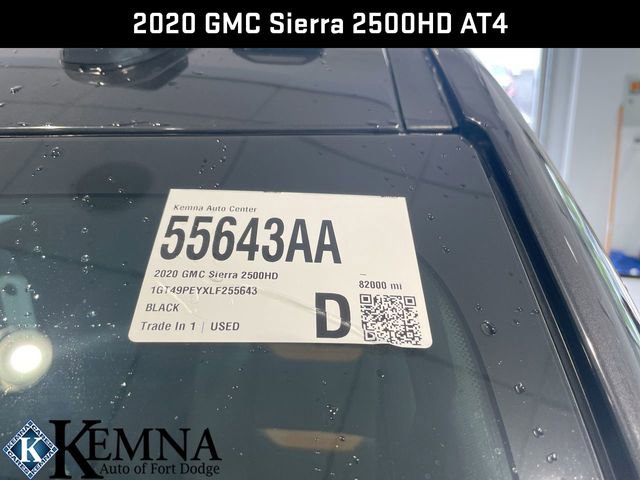 2020 GMC Sierra 2500HD AT4
Kemna Auto Center
55643AA
2020 GMC Sierra 2500HD
82000 mi
1GT49PEYXLF255643
BLACK
D
Trade In 1 | USED
K
KEMNA
Auto of Fort Dodge